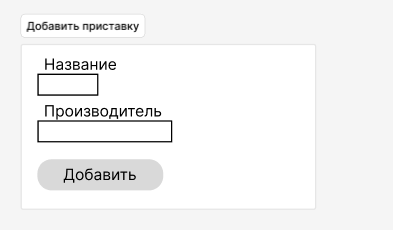 Добавить приставку
Название
Производитель
Добавить